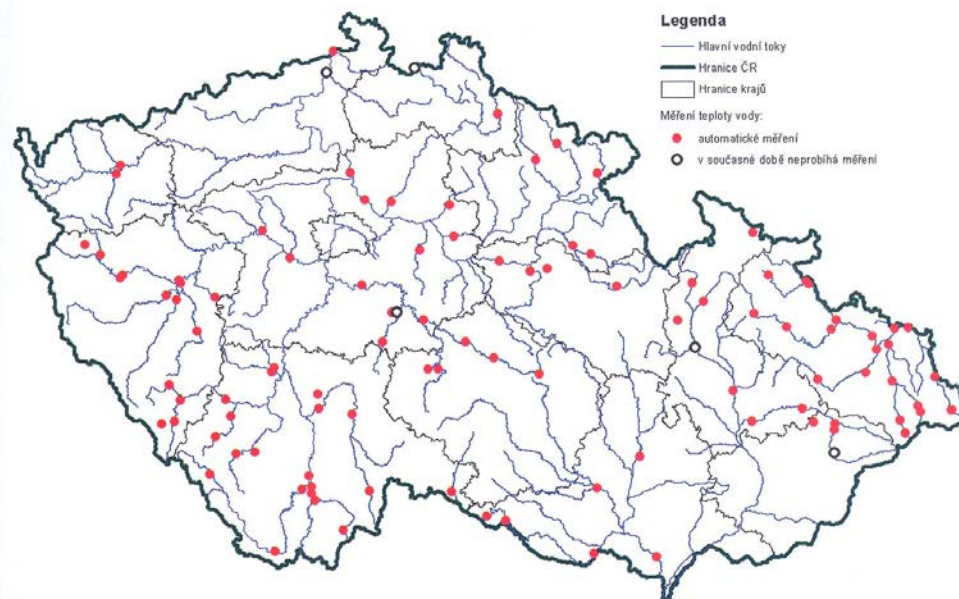 Legenda
Hlavní vodní toky
Hranice ČR
Hranice krajů
Měření teploty vody:
automatické měření
v současné době neprobíhá měření